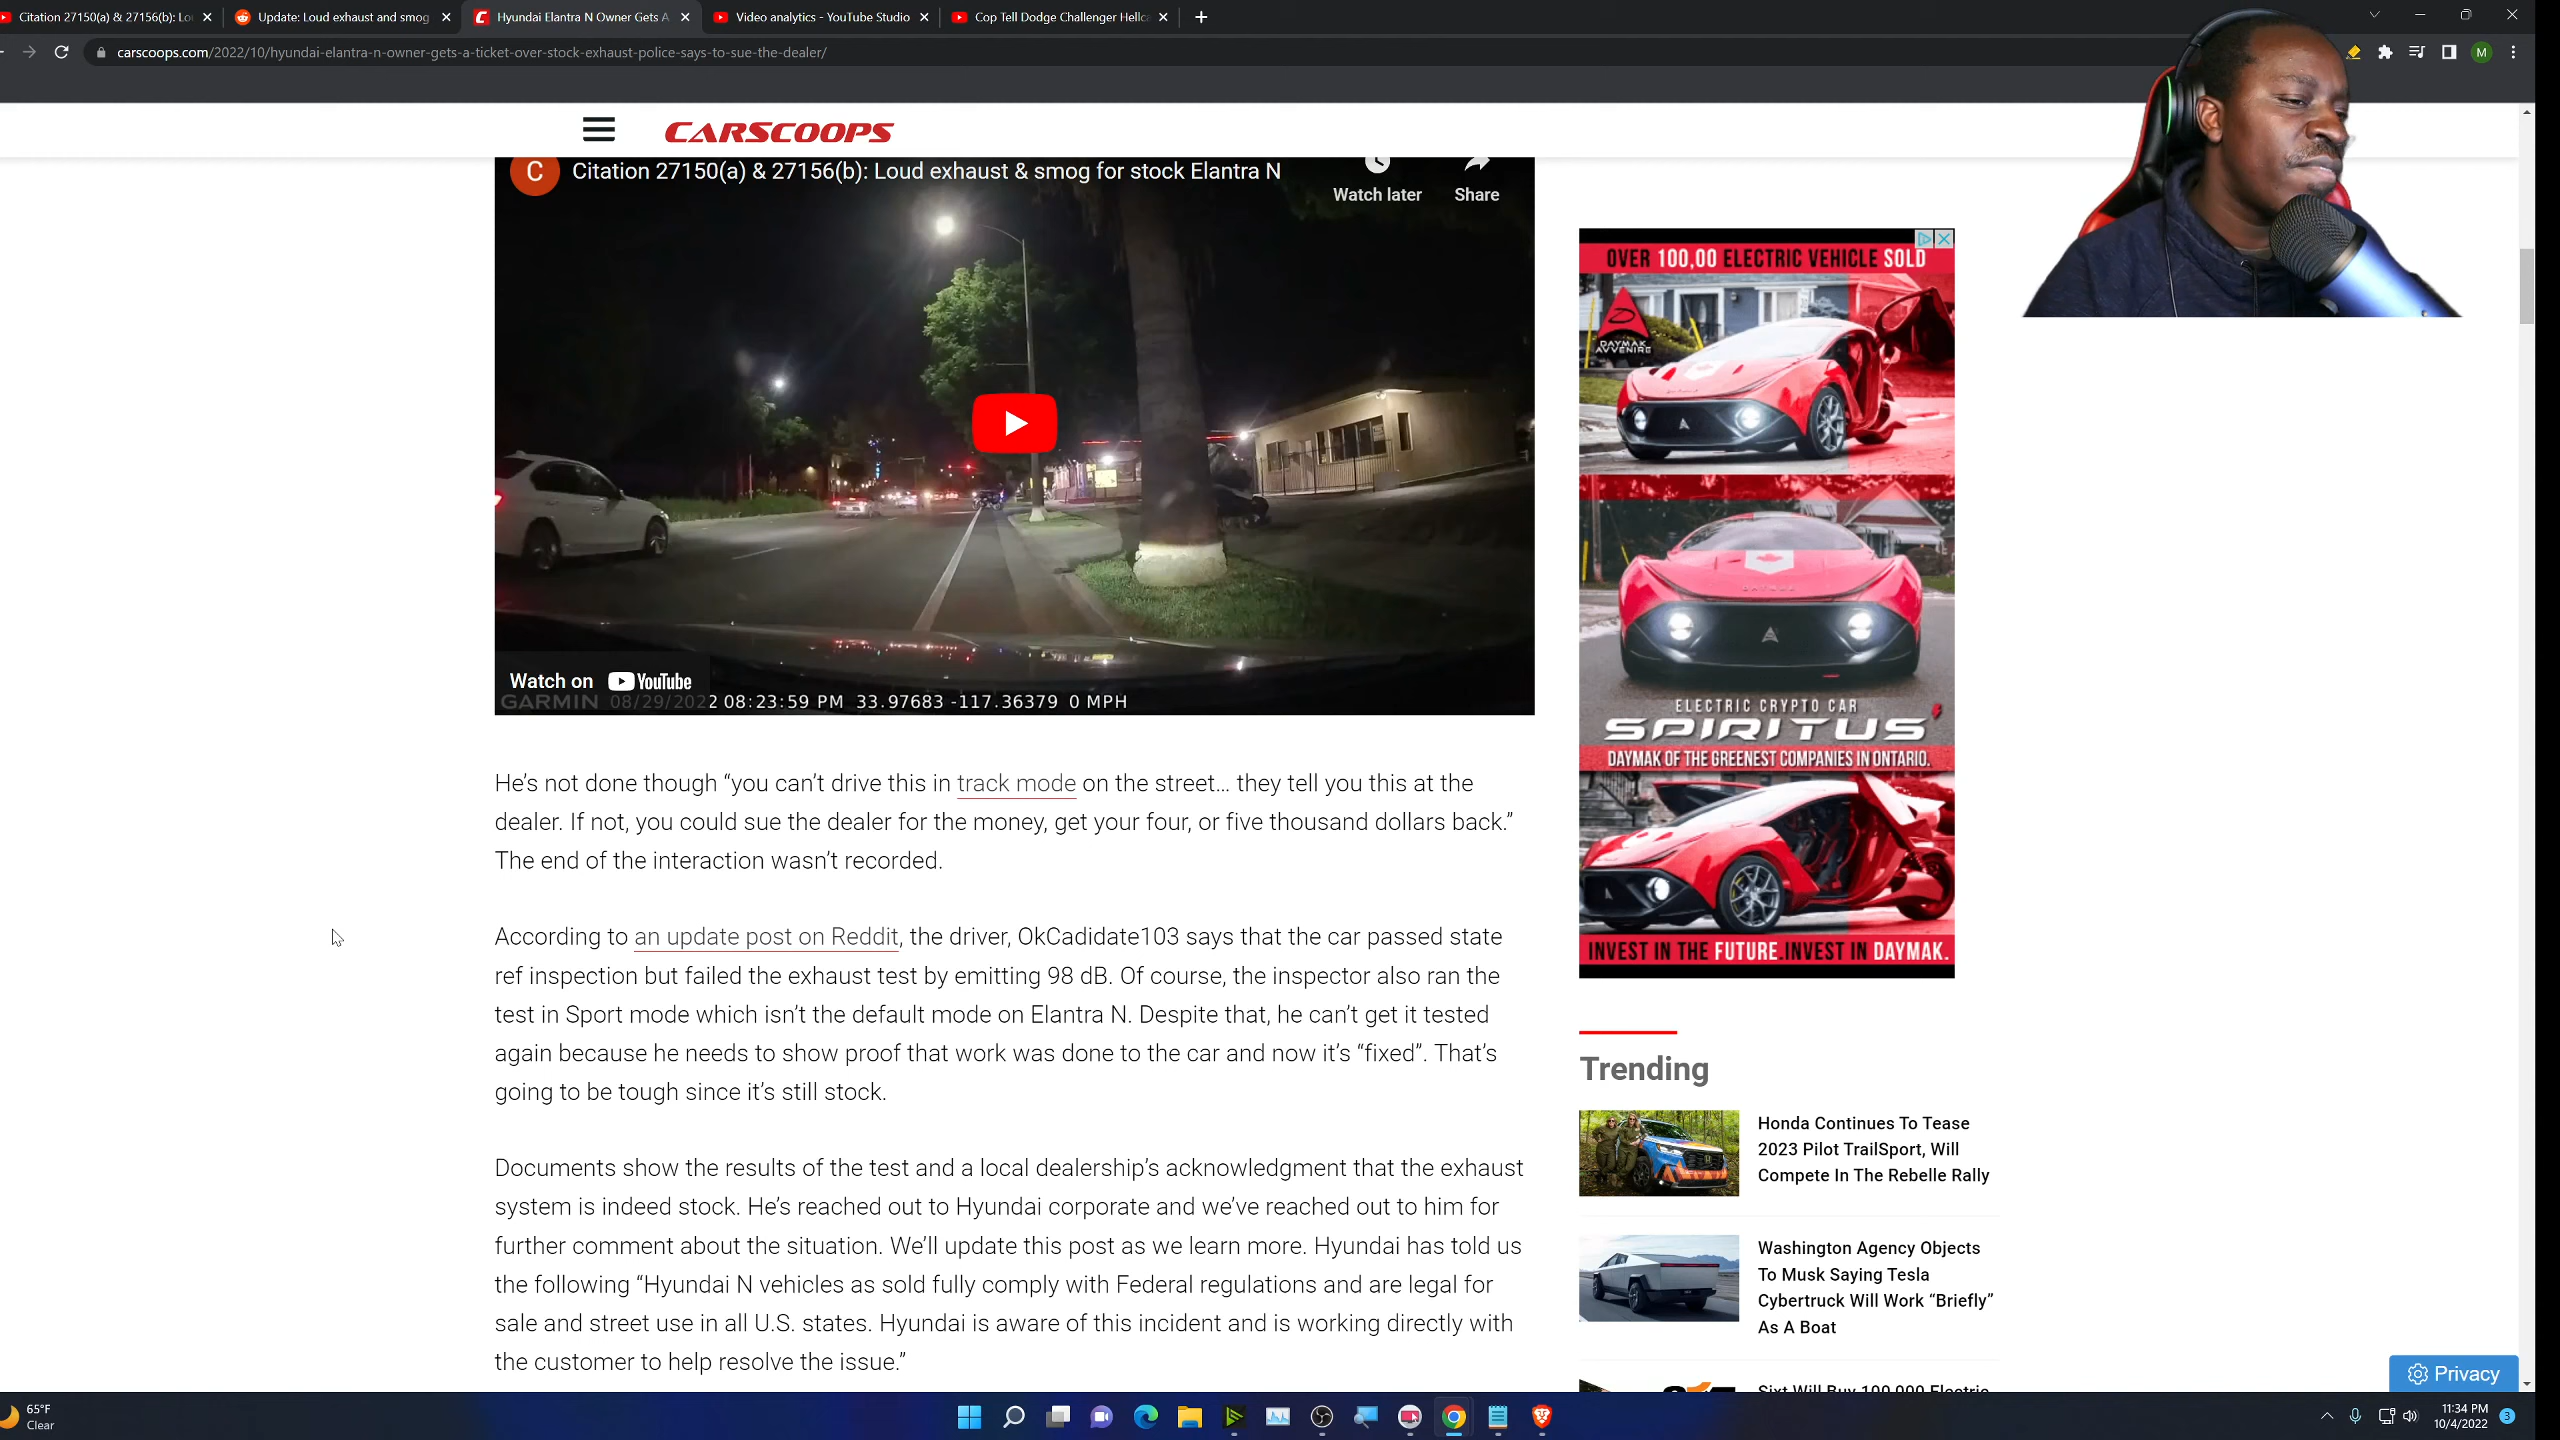 Citation 27150(a) & 27156(b): Lo
Update: Loud exhaust and smog
Hyundai Elantra N Owner Gets A
Video analytics - YouTube Studio
Cop Tell Dodge Challenger Hellca
carscoops.com/2022/10/hyundai-elantra-n-owner-gets-a-ticket-over-stock-exhaust-police-says-to-sue-the-dealer/
M
CARSCOOPS
C
Citation 27150(a) & 27156(b): Loud exhaust & smog for stock Elantra N
Watch later
Share
Watch on YouTube
GARMIN 08/29/2022 08:23:59 PM 33.97683 -117.36379 0 MPH
He’s not done though “you can’t drive this in track mode on the street… they tell you this at the
dealer. If not, you could sue the dealer for the money, get your four, or five thousand dollars back.”
The end of the interaction wasn’t recorded.
According to an update post on Reddit, the driver, OkCadidate103 says that the car passed state
ref inspection but failed the exhaust test by emitting 98 dB. Of course, the inspector also ran the
test in Sport mode which isn’t the default mode on Elantra N. Despite that, he can’t get it tested
again because he needs to show proof that work was done to the car and now it’s “fixed”. That’s
going to be tough since it’s still stock.
Documents show the results of the test and a local dealership’s acknowledgment that the exhaust
system is indeed stock. He’s reached out to Hyundai corporate and we’ve reached out to him for
further comment about the situation. We’ll update this post as we learn more. Hyundai has told us
the following “Hyundai N vehicles as sold fully comply with Federal regulations and are legal for
sale and street use in all U.S. states. Hyundai is aware of this incident and is working directly with
the customer to help resolve the issue.”
OVER 100,00 ELECTRIC VEHICLE SOLD
DAYMAK
AVVENIRE
ELECTRIC CRYPTO CAR
SPIRITUS
DAYMAK OF THE GREENEST COMPANIES IN ONTARIO.
INVEST IN THE FUTURE.INVEST IN DAYMAK.
Trending
Honda Continues To Tease
2023 Pilot TrailSport, Will
Compete In The Rebelle Rally
Washington Agency Objects
To Musk Saying Tesla
Cybertruck Will Work “Briefly”
As A Boat
Sixt Will Buy 100,000 Electric
Privacy
65°F
Clear
11:34 PM
10/4/2022
3